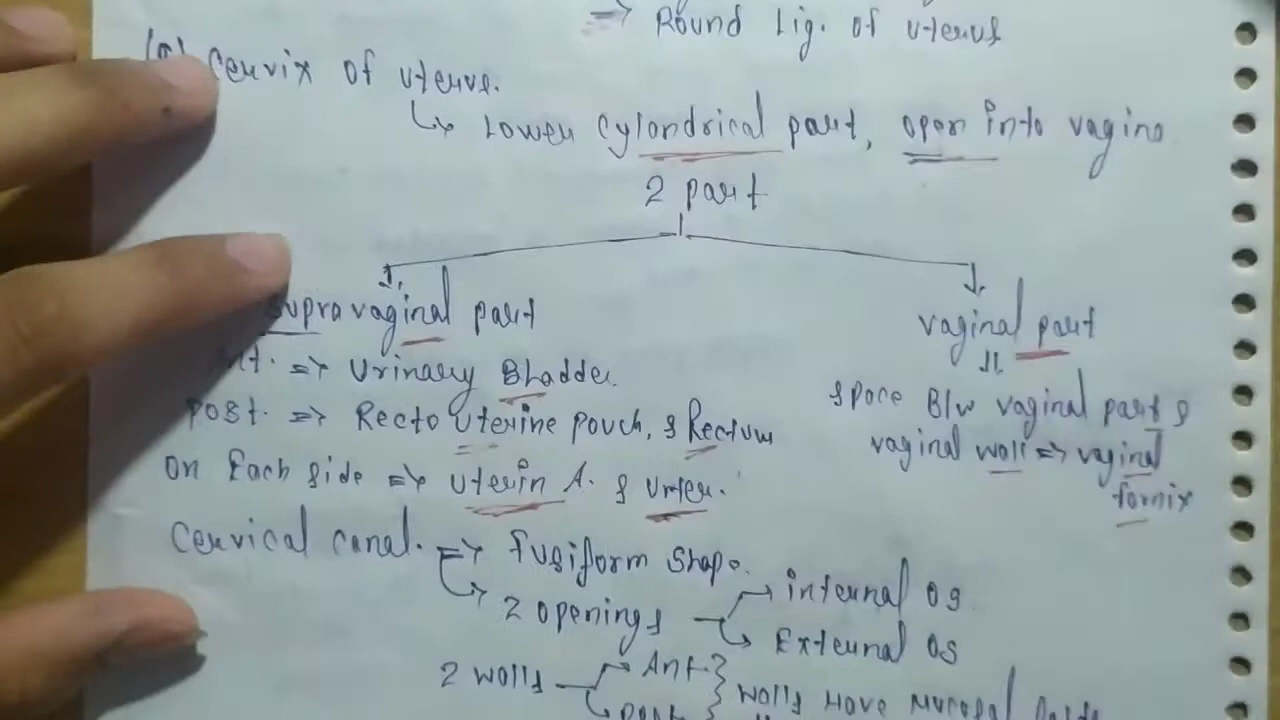 => Round Lig. of uterus
Cervix of uterus.
↳ Lower Cylondrical part, open into vagina
2 part
Supravaginal part
vaginal part
Ant. => Urinary Bladder.
Post. => Recto Uterine Pouch, & Rectum
On Each side => Uterin A. & Urter.
space B/w vaginal part &
vaginal wall => vaginal
fornix
Cervical canal. => fusiform shape.
↳ 2 openings → internal os
→ External os
2 walls → Ant.
walls have mucosal